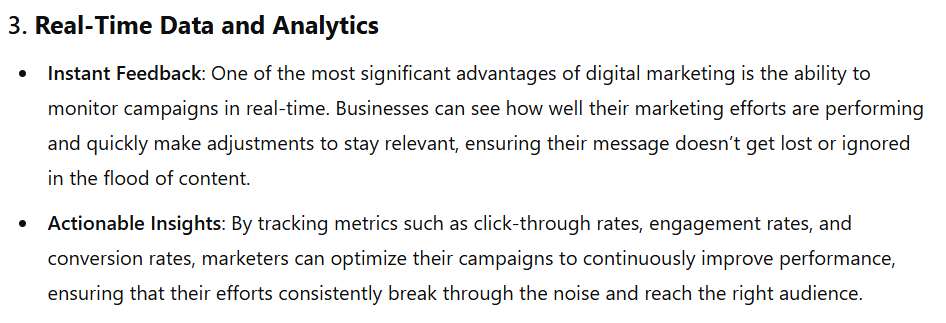 3. Real-Time Data and Analytics
• Instant Feedback: One of the most significant advantages of digital marketing is the ability to
monitor campaigns in real-time. Businesses can see how well their marketing efforts are performing
and quickly make adjustments to stay relevant, ensuring their message doesn’t get lost or ignored
in the flood of content.
• Actionable Insights: By tracking metrics such as click-through rates, engagement rates, and
conversion rates, marketers can optimize their campaigns to continuously improve performance,
ensuring that their efforts consistently break through the noise and reach the right audience.